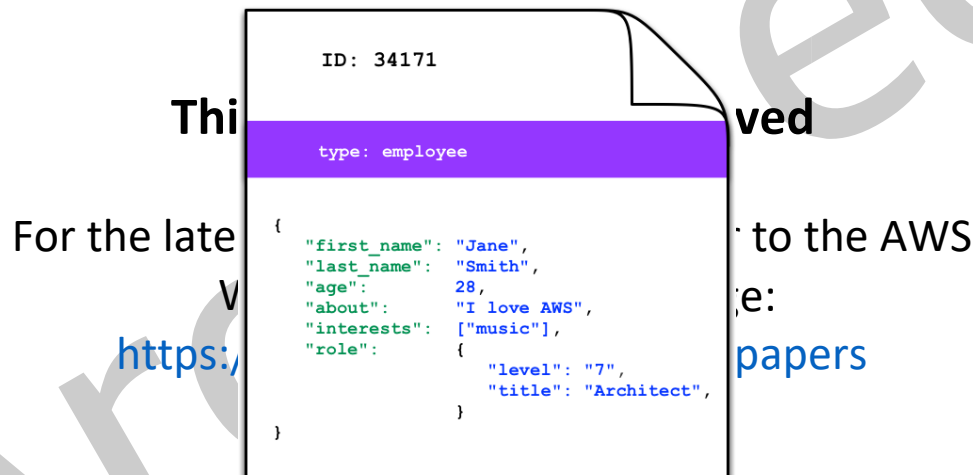 ID: 34171
Thi ved
type: employee
For the late r to the AWS
{
"first_name": "Jane",
"last_name": "Smith",
"age": 28,
"about": "I love AWS",
"interests": ["music"],
"role": {
"level": "7",
"title": "Architect",
}
}
e:
https:/ papers